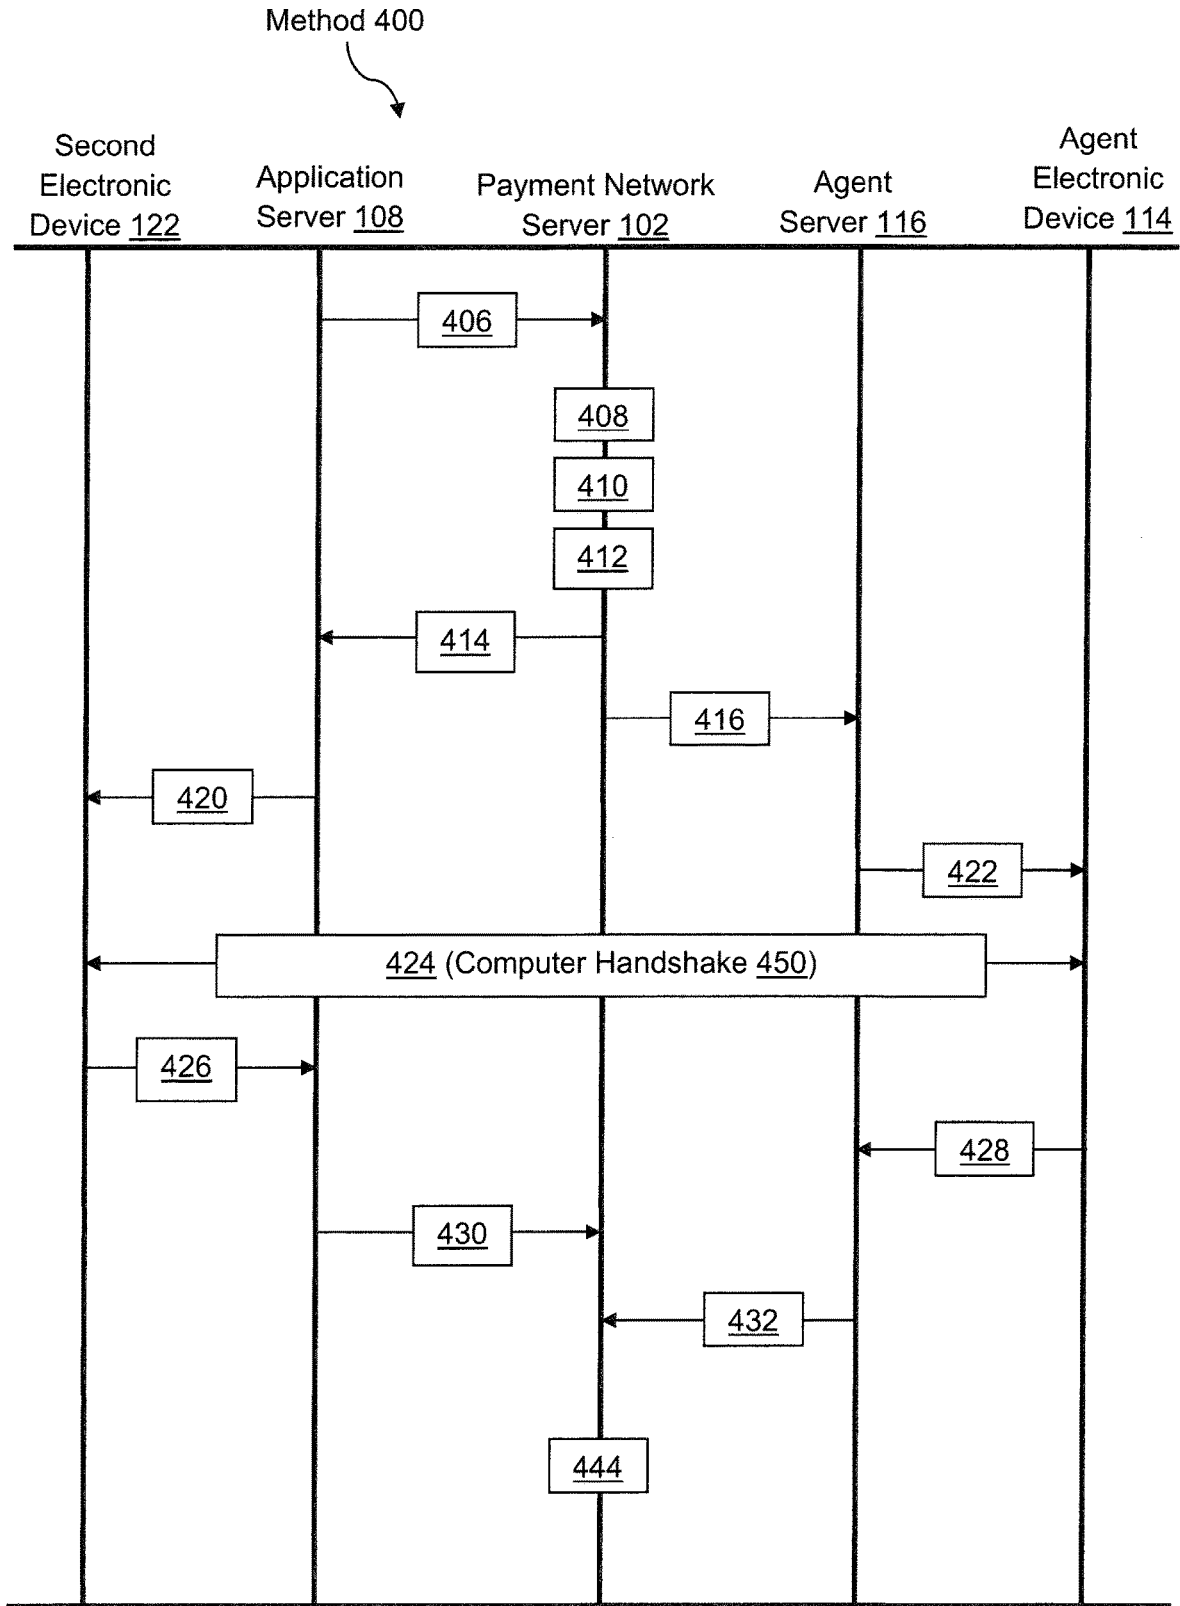 Method 400
Second
Electronic
Device 122
Application
Server 108
Payment Network
Server 102
Agent
Server 116
Agent
Electronic
Device 114
406
408
410
412
414
416
420
422
424 (Computer Handshake 450)
426
428
430
432
444